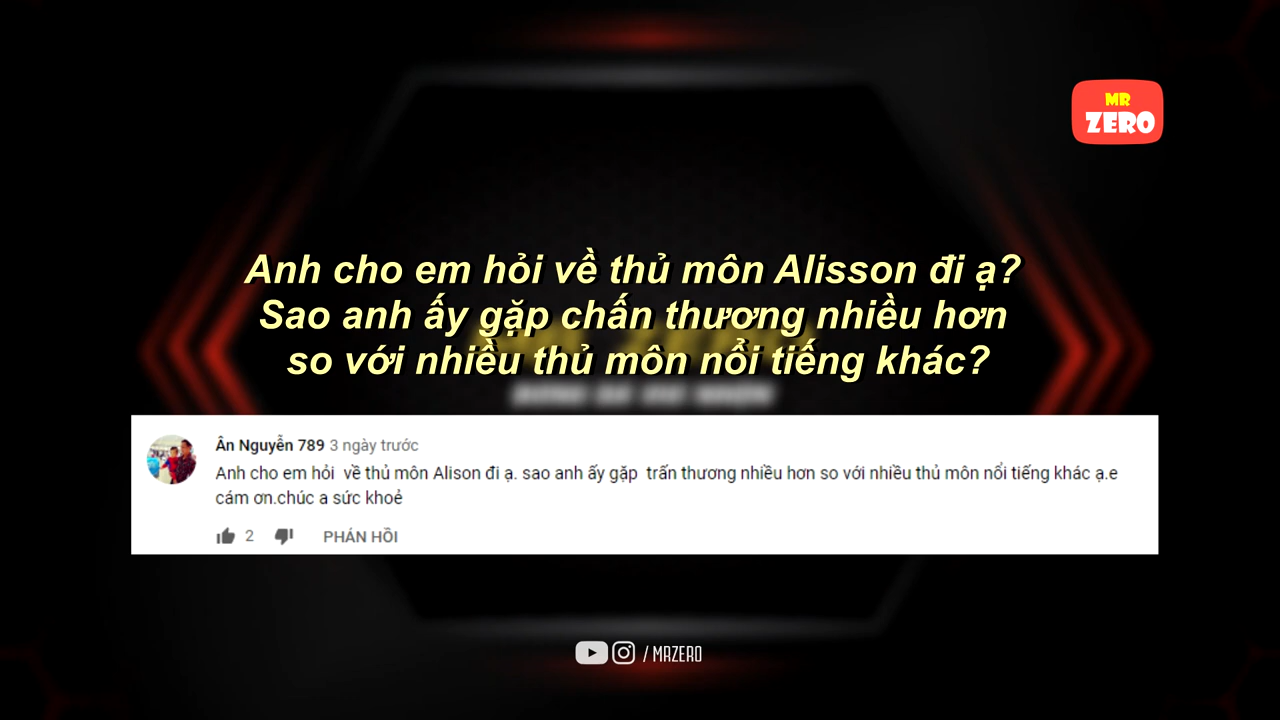 MR
ZERO
Anh cho em hỏi về thủ môn Alisson đi ạ?
Sao anh ấy gặp chấn thương nhiều hơn
so với nhiều thủ môn nổi tiếng khác?
Ân Nguyễn 789 3 ngày trước
Anh cho em hỏi về thủ môn Alison đi ạ. sao anh ấy gặp trấn thương nhiều hơn so với nhiều thủ môn nổi tiếng khác ạ.e
cám ơn.chúc a sức khoẻ
2 PHẢN HỒI
/ MRZERO